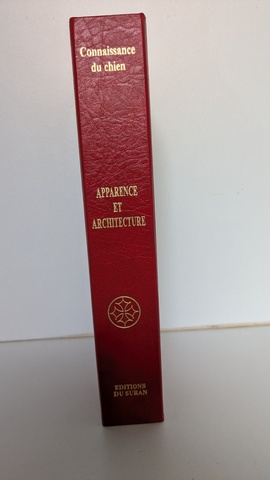 Connaissance
du chien
APPARENCE
ET
ARCHITECTURE
EDITIONS
DU SURAN